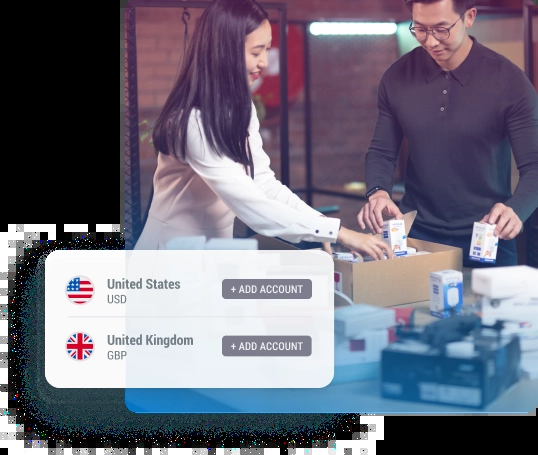 United States
USD
+ ADD ACCOUNT
United Kingdom
GBP
+ ADD ACCOUNT